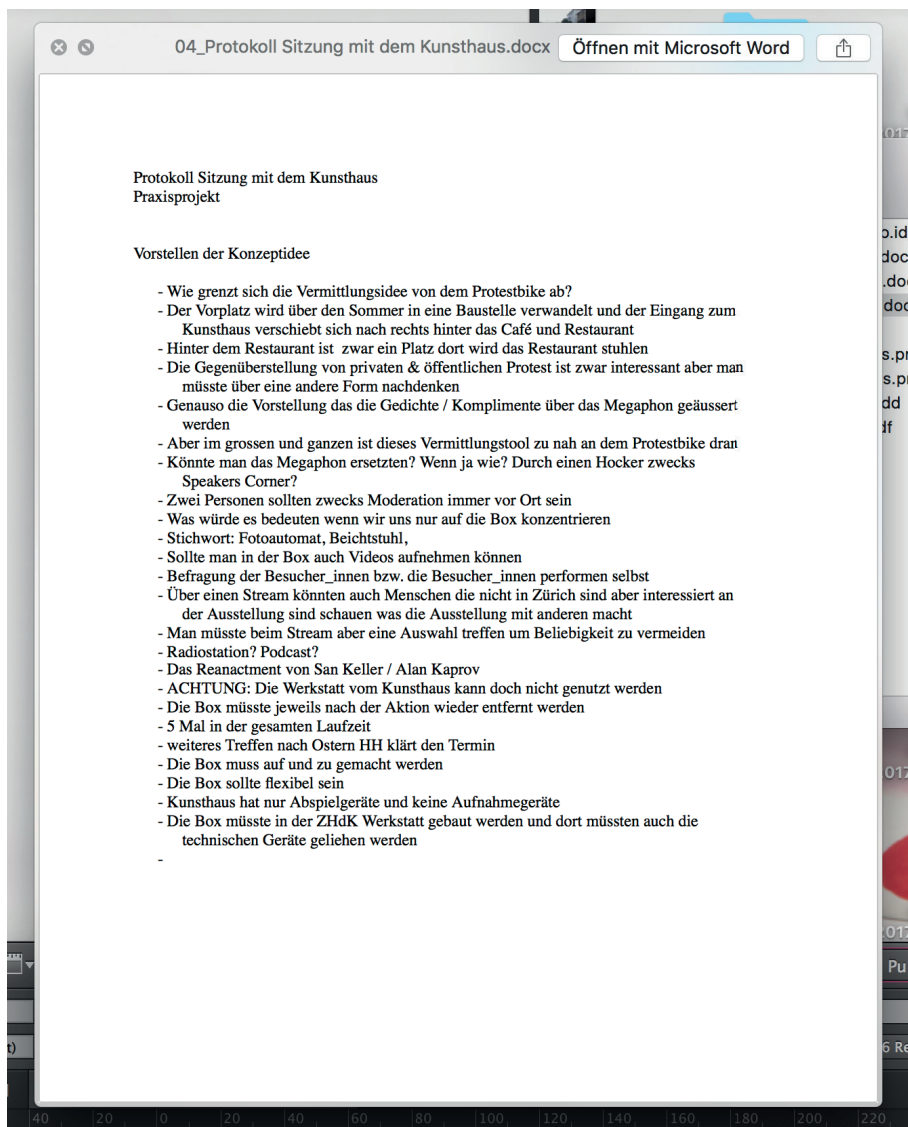 04_Protokoll Sitzung mit dem Kunsthaus.docx
Öffnen mit Microsoft Word
Protokoll Sitzung mit dem Kunsthaus
Praxisprojekt
Vorstellen der Konzeptidee
- Wie grenzt sich die Vermittlungsidee von dem Protestbike ab?
- Der Vorplatz wird über den Sommer in eine Baustelle verwandelt und der Eingang zum
Kunsthaus verschiebt sich nach rechts hinter das Café und Restaurant
- Hinter dem Restaurant ist  zwar ein Platz dort wird das Restaurant stuhlen
- Die Gegenüberstellung von privaten & öffentlichen Protest ist zwar interessant aber man
müsste über eine andere Form nachdenken
- Genauso die Vorstellung das die Gedichte / Komplimente über das Megaphon geäussert
werden
- Aber im grossen und ganzen ist dieses Vermittlungstool zu nah an dem Protestbike dran
- Könnte man das Megaphon ersetzten? Wenn ja wie? Durch einen Hocker zwecks
Speakers Corner?
- Zwei Personen sollten zwecks Moderation immer vor Ort sein
- Was würde es bedeuten wenn wir uns nur auf die Box konzentrieren
- Stichwort: Fotoautomat, Beichtstuhl,
- Sollte man in der Box auch Videos aufnehmen können
- Befragung der Besucher_innen bzw. die Besucher_innen performen selbst
- Über einen Stream könnten auch Menschen die nicht in Zürich sind aber interessiert an
der Ausstellung sind schauen was die Ausstellung mit anderen macht
- Man müsste beim Stream aber eine Auswahl treffen um Beliebigkeit zu vermeiden
- Radiostation? Podcast?
- Das Reanactment von San Keller / Alan Kaprov
- ACHTUNG: Die Werkstatt vom Kunsthaus kann doch nicht genutzt werden
- Die Box müsste jeweils nach der Aktion wieder entfernt werden
- 5 Mal in der gesamten Laufzeit
- weiteres Treffen nach Ostern HH klärt den Termin
- Die Box muss auf und zu gemacht werden
- Die Box sollte flexibel sein
- Kunsthaus hat nur Abspielgeräte und keine Aufnahmegeräte
- Die Box müsste in der ZHdK Werkstatt gebaut werden und dort müssten auch die
technischen Geräte geliehen werden
-
40 20 0 20 40 60 80 100 120 140 160 180 200 220